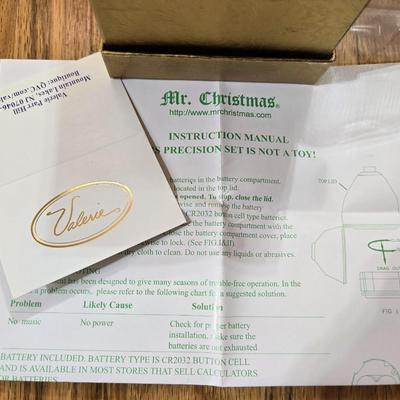 Valerie Parr Hill
Mountain Lakes, NJ 07046
Boutique: QVC.com/valerie
Valerie
Mr. Christmas®
http://www.mrchristmas.com
INSTRUCTION MANUAL
PRECISION SET IS NOT A TOY!
batteries in the battery compartment.
located in the top lid.
opened. To stop, close the lid.
wise and remove the battery
CR2032 button cell type batteries.
the battery compartment with the
se the battery compartment cover, place
wise to lock. (See FIG.I&II)
dry cloth to clean. Do not use any liquids or abrasives.
has been designed to give many seasons of trouble-free operation. In the
a problem occurs, please refer to the following chart for a suggested solution.
Problem Likely Cause Solution
No music No power Check for proper battery
installation, make sure the
batteries are not exhausted
BATTERY INCLUDED. BATTERY TYPE IS CR2032 BUTTON CELL
AND IS AVAILABLE IN MOST STORES THAT SELL CALCULATORS
OR BATTERIES.
TOP LID
DRAG OUT
FIG I